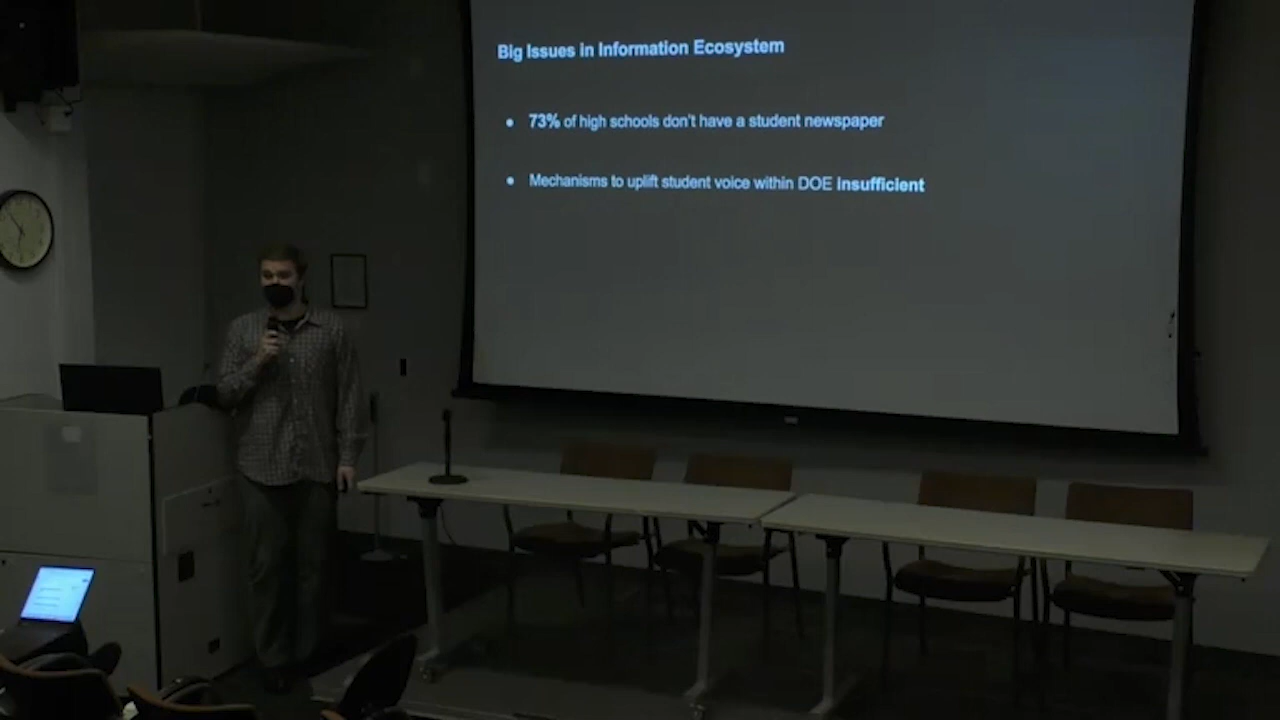 Big Issues in Information Ecosystem
• 73% of high schools don't have a student newspaper
• Mechanisms to uplift student voice within DOE insufficient